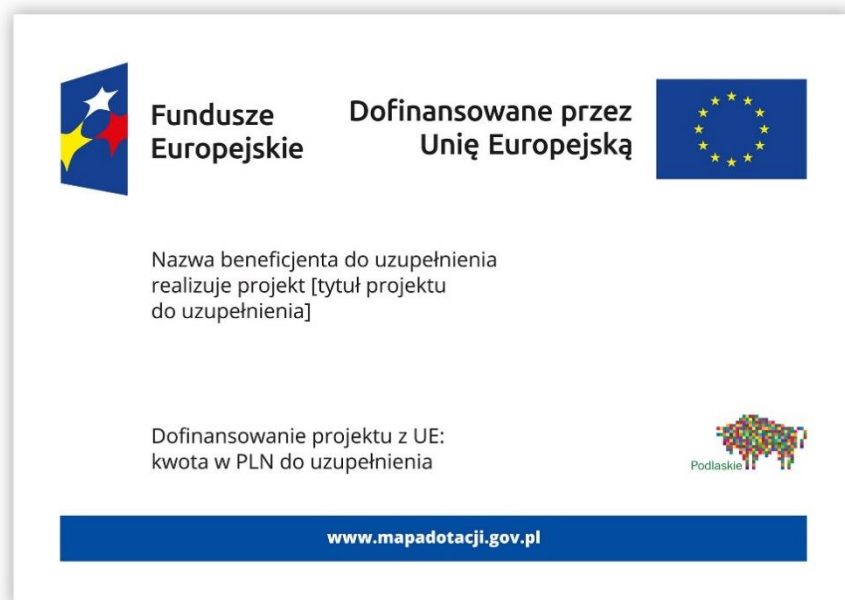 Fundusze
Europejskie
Dofinansowane przez
Unię Europejską
Nazwa beneficjenta do uzupełnienia
realizuje projekt [tytuł projektu
do uzupełnienia]
Dofinansowanie projektu z UE:
kwota w PLN do uzupełnienia
Podlaskie
www.mapadotacji.gov.pl